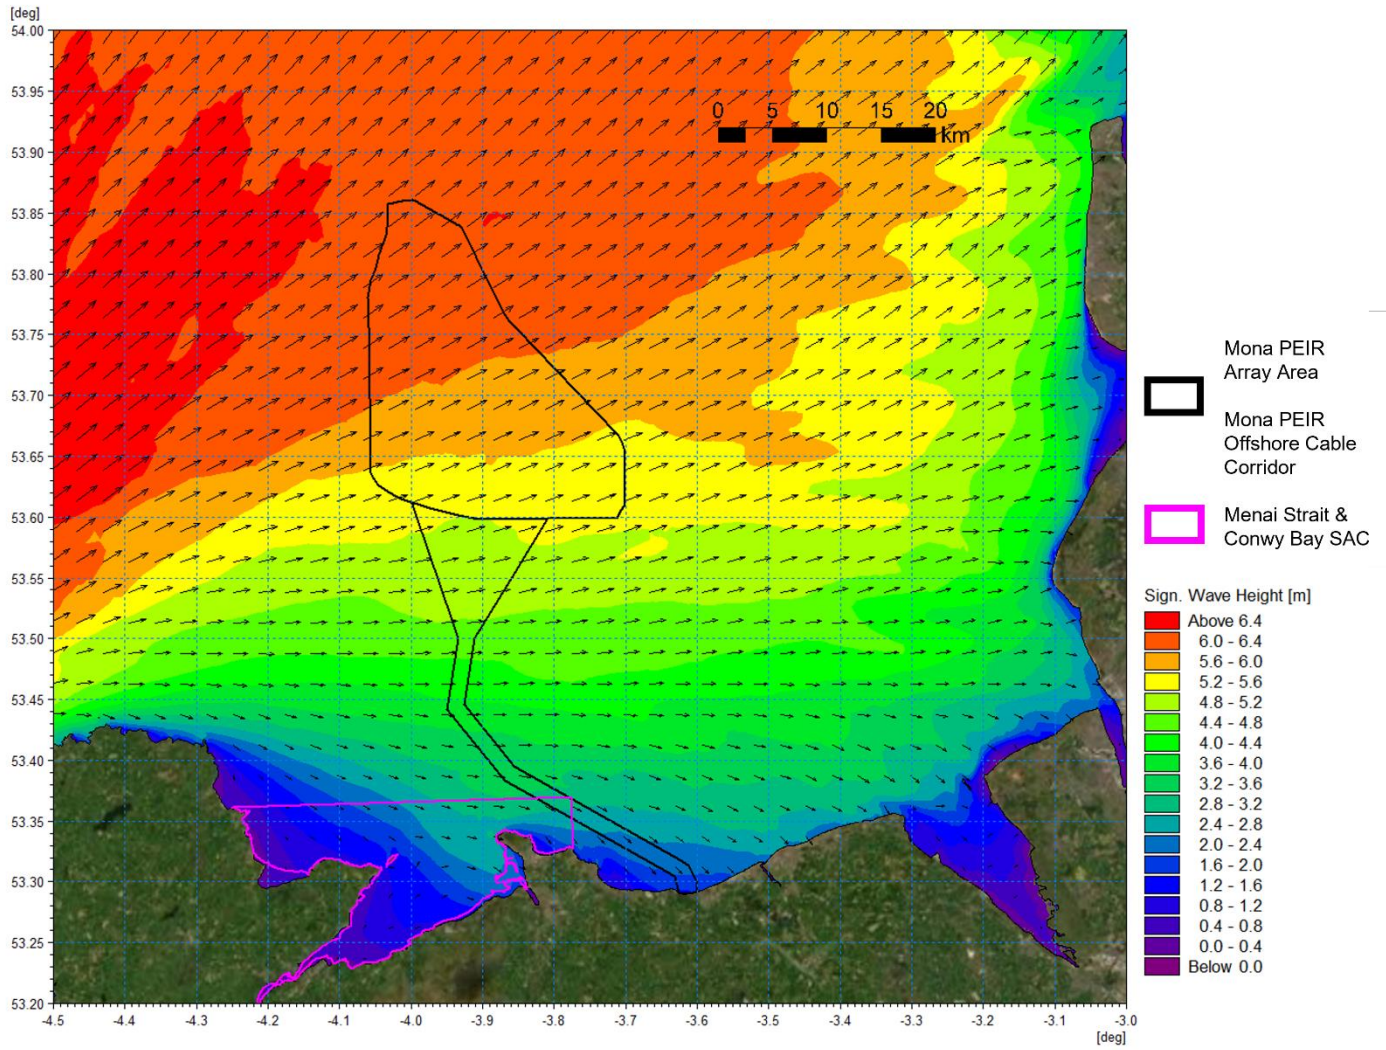 [deg]
54.00
53.95
53.90
53.85
53.80
53.75
53.70
53.65
53.60
53.55
53.50
53.45
53.40
53.35
53.30
53.25
53.20
0 5 10 15 20
km
-4.5 -4.4 -4.3 -4.2 -4.1 -4.0 -3.9 -3.8 -3.7 -3.6 -3.5 -3.4 -3.3 -3.2 -3.1 -3.0
[deg]
Mona PEIR
Array Area
Mona PEIR
Offshore Cable
Corridor
Menai Strait &
Conwy Bay SAC
Sign. Wave Height [m]
Above 6.4
6.0 - 6.4
5.6 - 6.0
5.2 - 5.6
4.8 - 5.2
4.4 - 4.8
4.0 - 4.4
3.6 - 4.0
3.2 - 3.6
2.8 - 3.2
2.4 - 2.8
2.0 - 2.4
1.6 - 2.0
1.2 - 1.6
0.8 - 1.2
0.4 - 0.8
0.0 - 0.4
Below 0.0